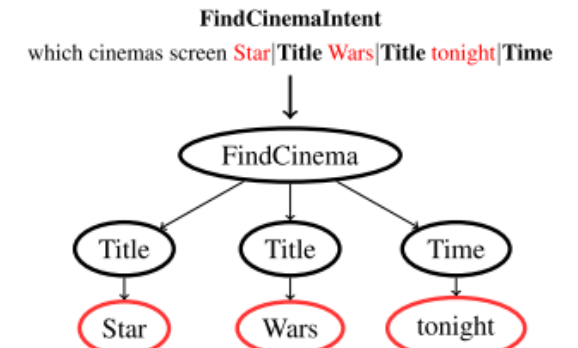 FindCinemaIntent
which cinemas screen Star|Title Wars|Title tonight|Time
FindCinema
Title Title Time
Star Wars tonight